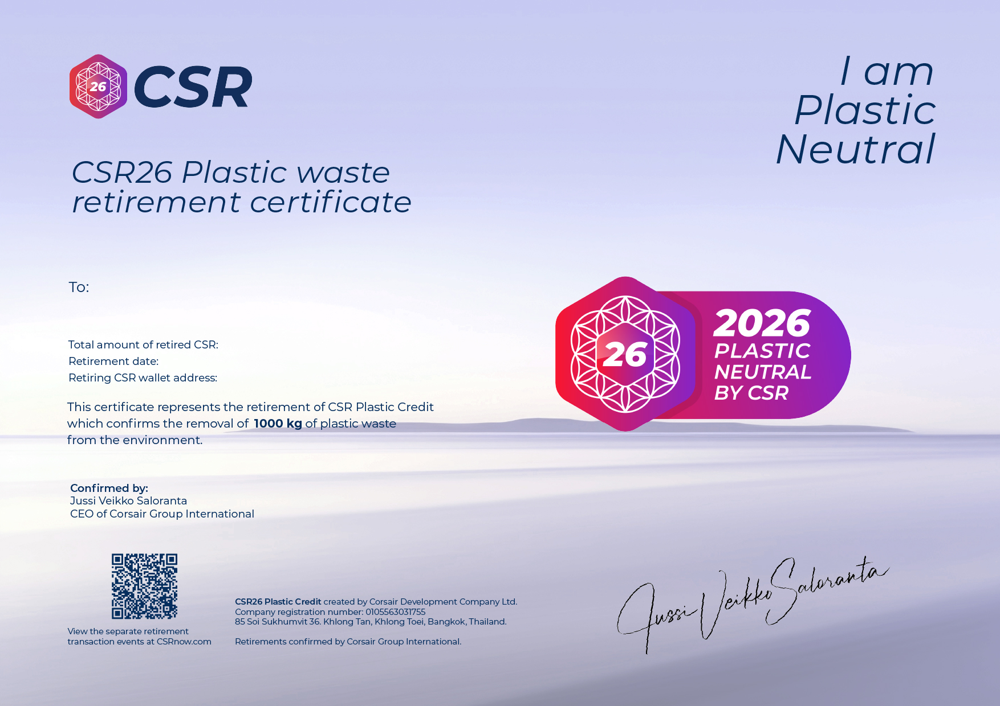 26 CSR
I am
Plastic
Neutral
CSR26 Plastic waste
retirement certificate
To:
Total amount of retired CSR:
Retirement date:
Retiring CSR wallet address:
This certificate represents the retirement of CSR Plastic Credit
which confirms the removal of 1000 kg of plastic waste
from the environment.
26
2026
PLASTIC
NEUTRAL
BY CSR
Confirmed by:
Jussi Veikko Saloranta
CEO of Corsair Group International
View the separate retirement
transaction events at CSRnow.com
CSR26 Plastic Credit created by Corsair Development Company Ltd.
Company registration number: 0105563031755
85 Soi Sukhumvit 36. Khlong Tan, Khlong Toei, Bangkok, Thailand.
Retirements confirmed by Corsair Group International.
Jussi Veikko Saloranta